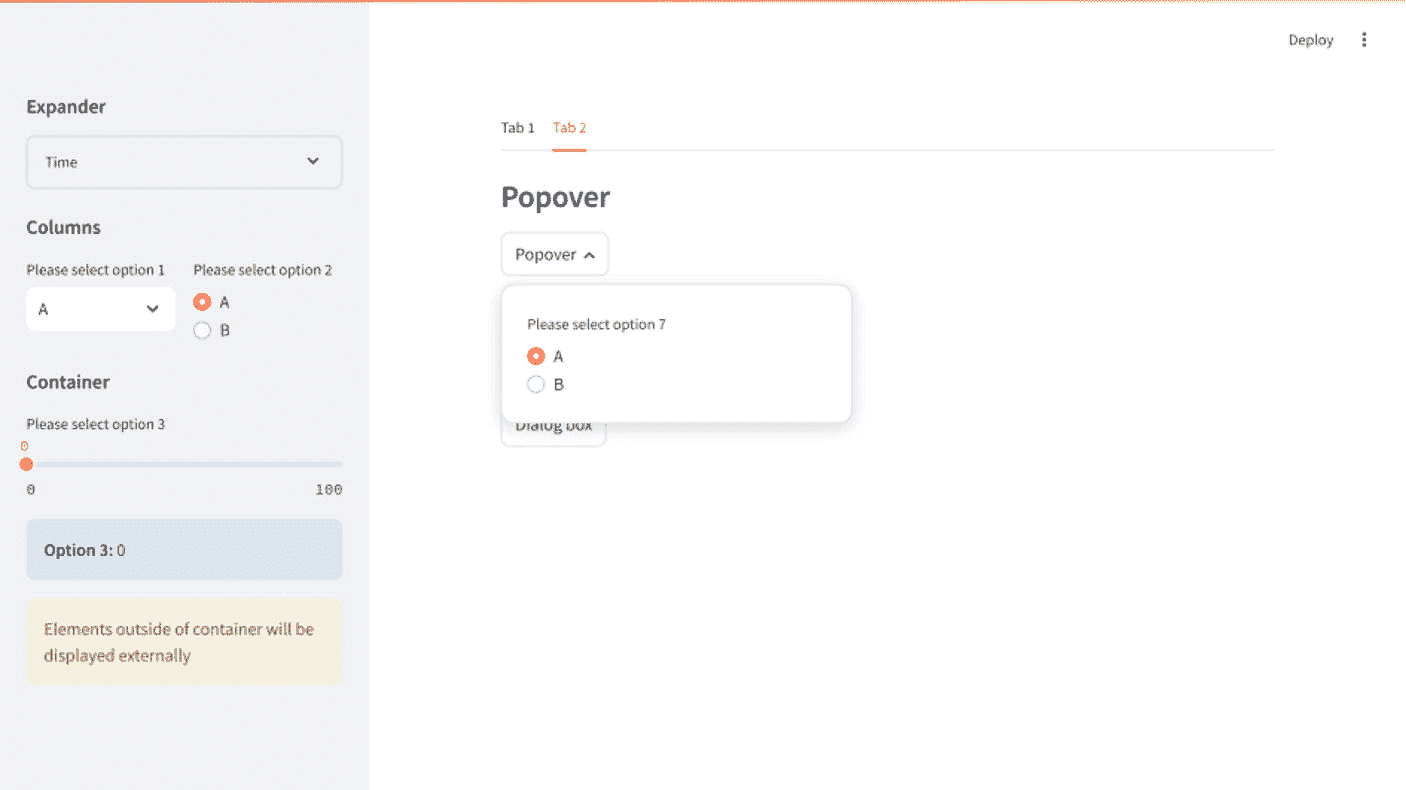 Deploy
Expander
Time
Columns
Please select option 1
Please select option 2
A
A
B
Container
Please select option 3
0
0
100
Option 3: 0
Elements outside of container will be
displayed externally
Tab 1
Tab 2
Popover
Popover
Please select option 7
A
B
Dialog box